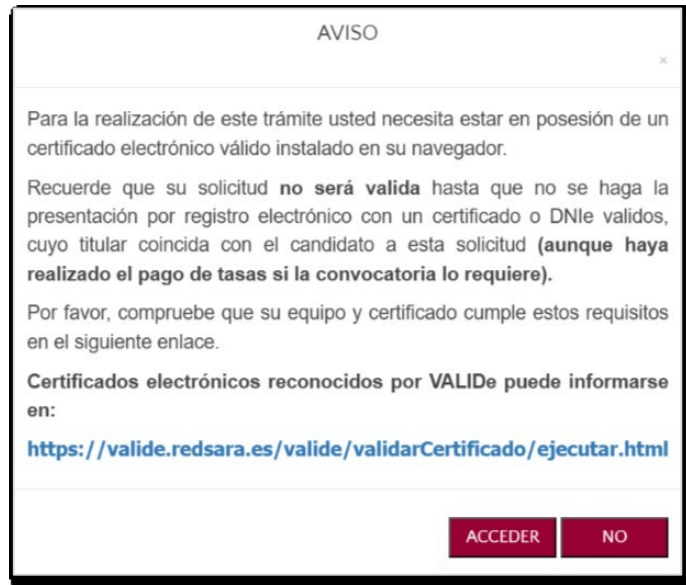 AVISO
×
Para la realización de este trámite usted necesita estar en posesión de un
certificado electrónico válido instalado en su navegador.
Recuerde que su solicitud no será valida hasta que no se haga la
presentación por registro electrónico con un certificado o DNIe validos,
cuyo titular coincida con el candidato a esta solicitud (aunque haya
realizado el pago de tasas si la convocatoria lo requiere).
Por favor, compruebe que su equipo y certificado cumple estos requisitos
en el siguiente enlace.
Certificados electrónicos reconocidos por VALIDe puede informarse
en:
https://valide.redsara.es/valide/validarCertificado/ejecutar.html
ACCEDER NO